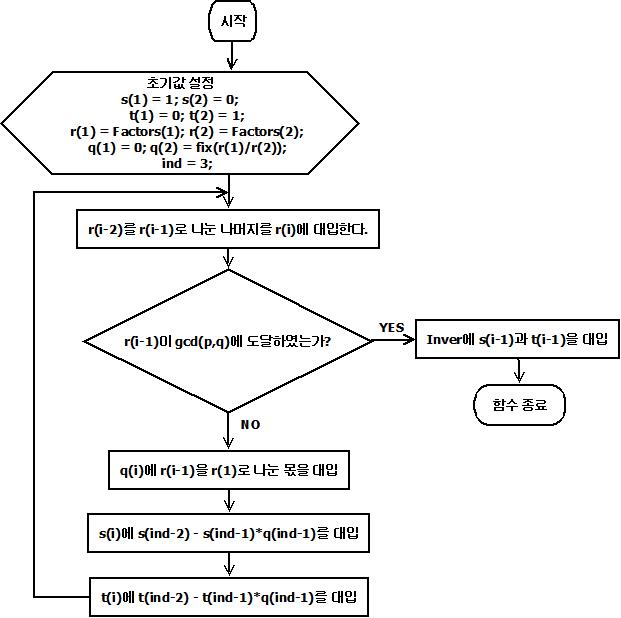 시작
초기값 설정
s(1) = 1; s(2) = 0;
t(1) = 0; t(2) = 1;
r(1) = Factors(1); r(2) = Factors(2);
q(1) = 0; q(2) = fix(r(1)/r(2));
ind = 3;
r(i-2)를 r(i-1)로 나눈 나머지를 r(i)에 대입한다.
r(i-1)이 gcd(p,q)에 도달하였는가?
YES
Inver에 s(i-1)과 t(i-1)을 대입
함수 종료
NO
q(i)에 r(i-1)을 r(1)로 나눈 몫을 대입
s(i)에 s(ind-2) - s(ind-1)*q(ind-1)를 대입
t(i)에 t(ind-2) - t(ind-1)*q(ind-1)를 대입